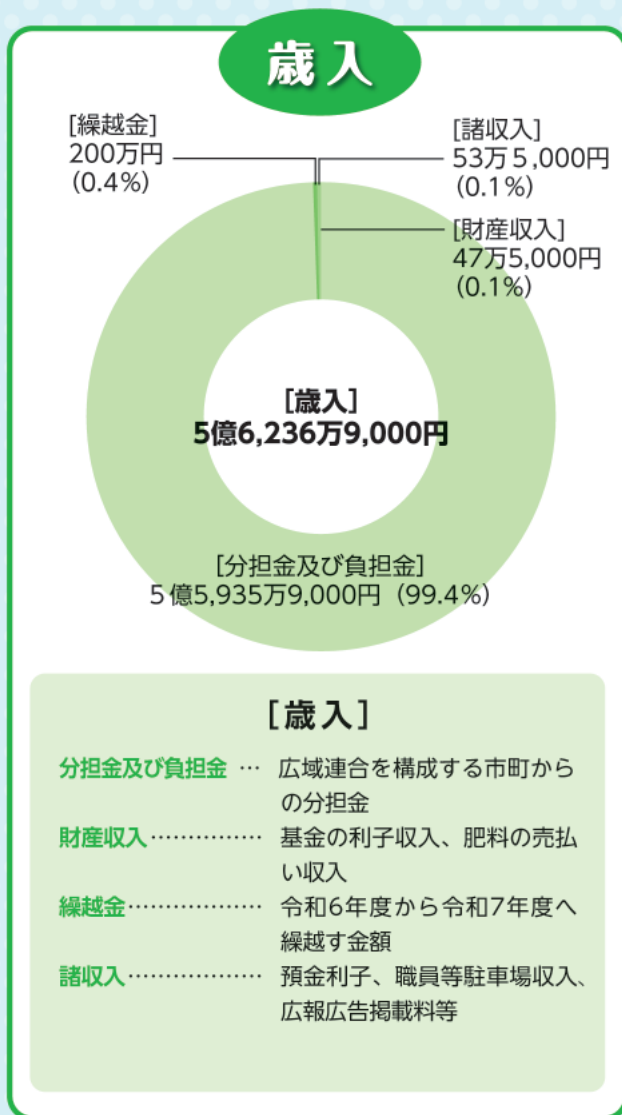 歳入
[繰越金]
200万円
(0.4%)
[諸収入]
53万5,000円
(0.1%)
[財産収入]
47万5,000円
(0.1%)
[歳入]
5億6,236万9,000円
[分担金及び負担金]
5億5,935万9,000円（99.4%）
[歳入]
分担金及び負担金 … 広域連合を構成する市町から
の分担金
財産収入…………… 基金の利子収入、肥料の売払
い収入
繰越金……………… 令和6年度から令和7年度へ
繰越す金額
諸収入……………… 預金利子、職員等駐車場収入、
広報広告掲載料等